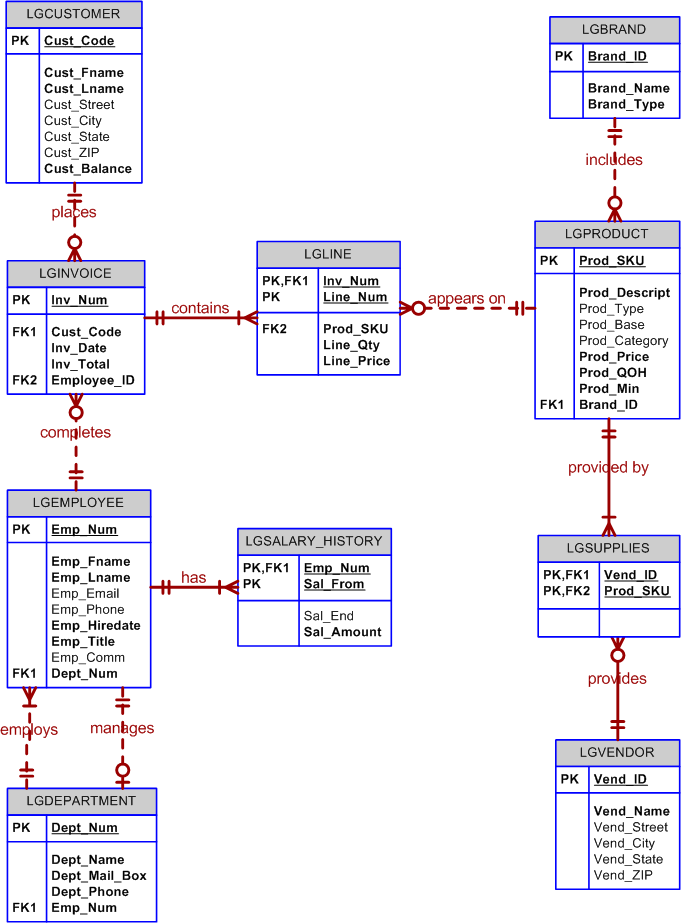 LGCUSTOMER
PK Cust_Code
Cust_Fname
Cust_Lname
Cust_Street
Cust_City
Cust_State
Cust_ZIP
Cust_Balance
places
LGINVOICE
PK Inv_Num
FK1 Cust_Code
Inv_Date
Inv_Total
FK2 Employee_ID
contains
LGLINE
PK,FK1 Inv_Num
PK Line_Num
FK2 Prod_SKU
Line_Qty
Line_Price
appears on
LGBRAND
PK Brand_ID
Brand_Name
Brand_Type
includes
LGPRODUCT
PK Prod_SKU
Prod_Descript
Prod_Type
Prod_Base
Prod_Category
Prod_Price
Prod_QOH
Prod_Min
FK1 Brand_ID
completes
LGEMPLOYEE
PK Emp_Num
Emp_Fname
Emp_Lname
Emp_Email
Emp_Phone
Emp_Hiredate
Emp_Title
Emp_Comm
FK1 Dept_Num
has
LGSALARY_HISTORY
PK,FK1 Emp_Num
PK Sal_From
Sal_End
Sal_Amount
provided by
LGSUPPLIES
PK,FK1 Vend_ID
PK,FK2 Prod_SKU
provides
LGVENDOR
PK Vend_ID
Vend_Name
Vend_Street
Vend_City
Vend_State
Vend_ZIP
employs
manages
LGDEPARTMENT
PK Dept_Num
Dept_Name
Dept_Mail_Box
Dept_Phone
FK1 Emp_Num